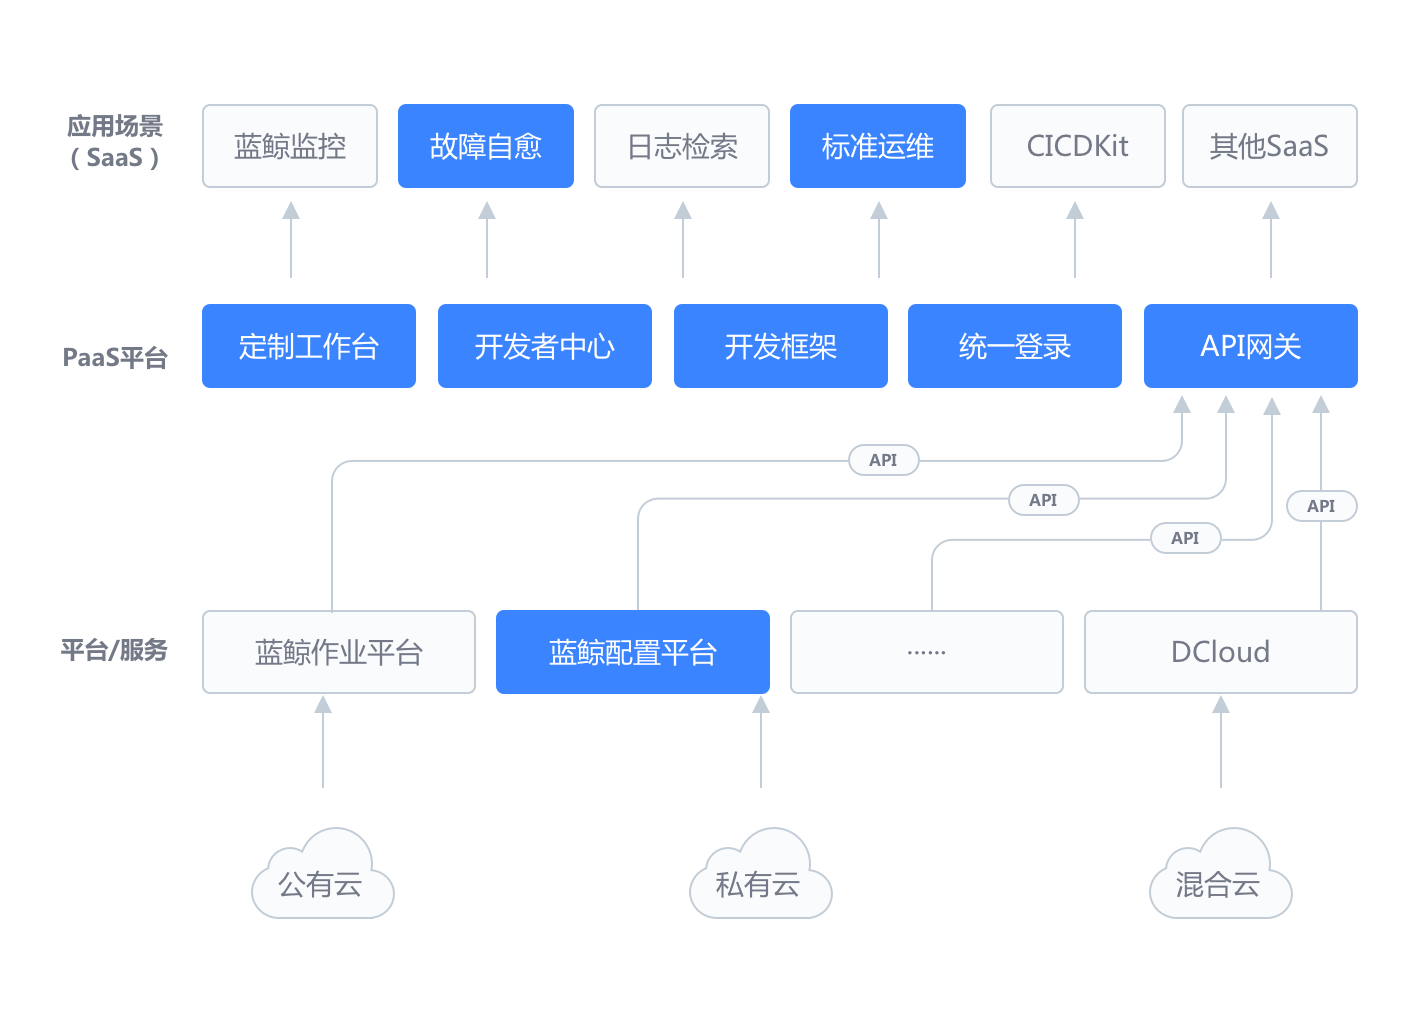 应用场景
（SaaS）
蓝鲸监控
故障自愈
日志检索
标准运维
CICDKit
其他SaaS
PaaS平台
定制工作台
开发者中心
开发框架
统一登录
API网关
API
API
API
API
平台/服务
蓝鲸作业平台
蓝鲸配置平台
······
DCloud
公有云
私有云
混合云